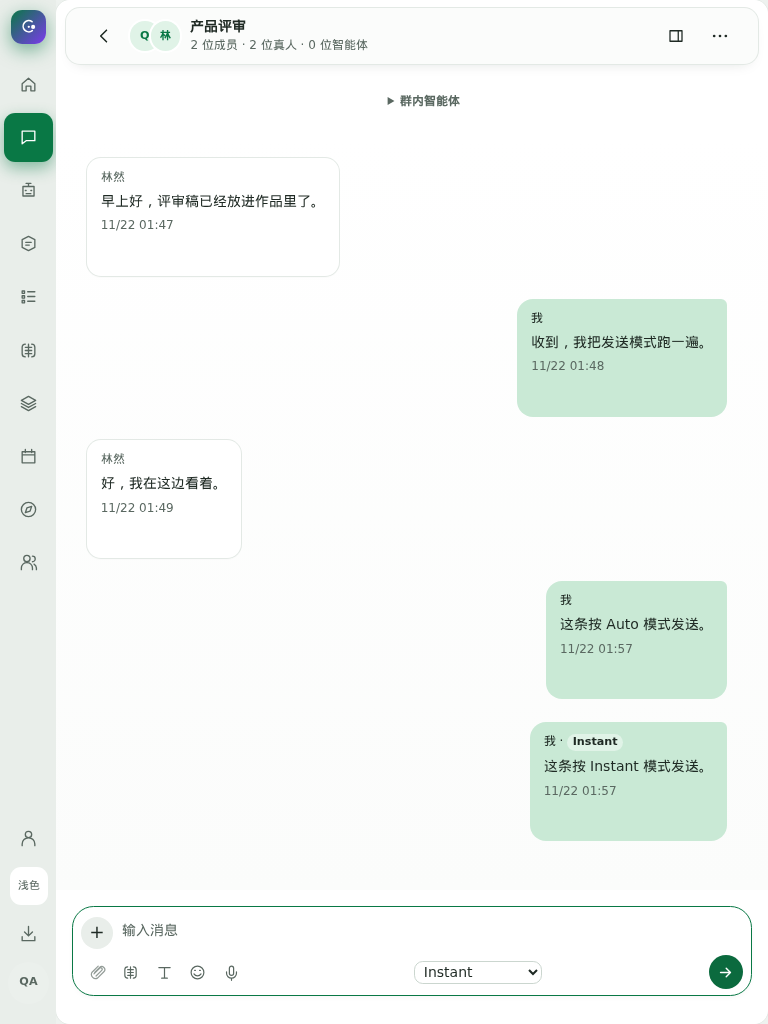 产品评审
Q 林
2 位成员 · 2 位真人 · 0 位智能体
▶ 群内智能体
林然
早上好，评审稿已经放进作品里了。
11/22 01:47
我
收到，我把发送模式跑一遍。
11/22 01:48
林然
好，我在这边看着。
11/22 01:49
我
这条按 Auto 模式发送。
11/22 01:57
我 · Instant
这条按 Instant 模式发送。
11/22 01:57
浅色
QA
输入消息
Instant